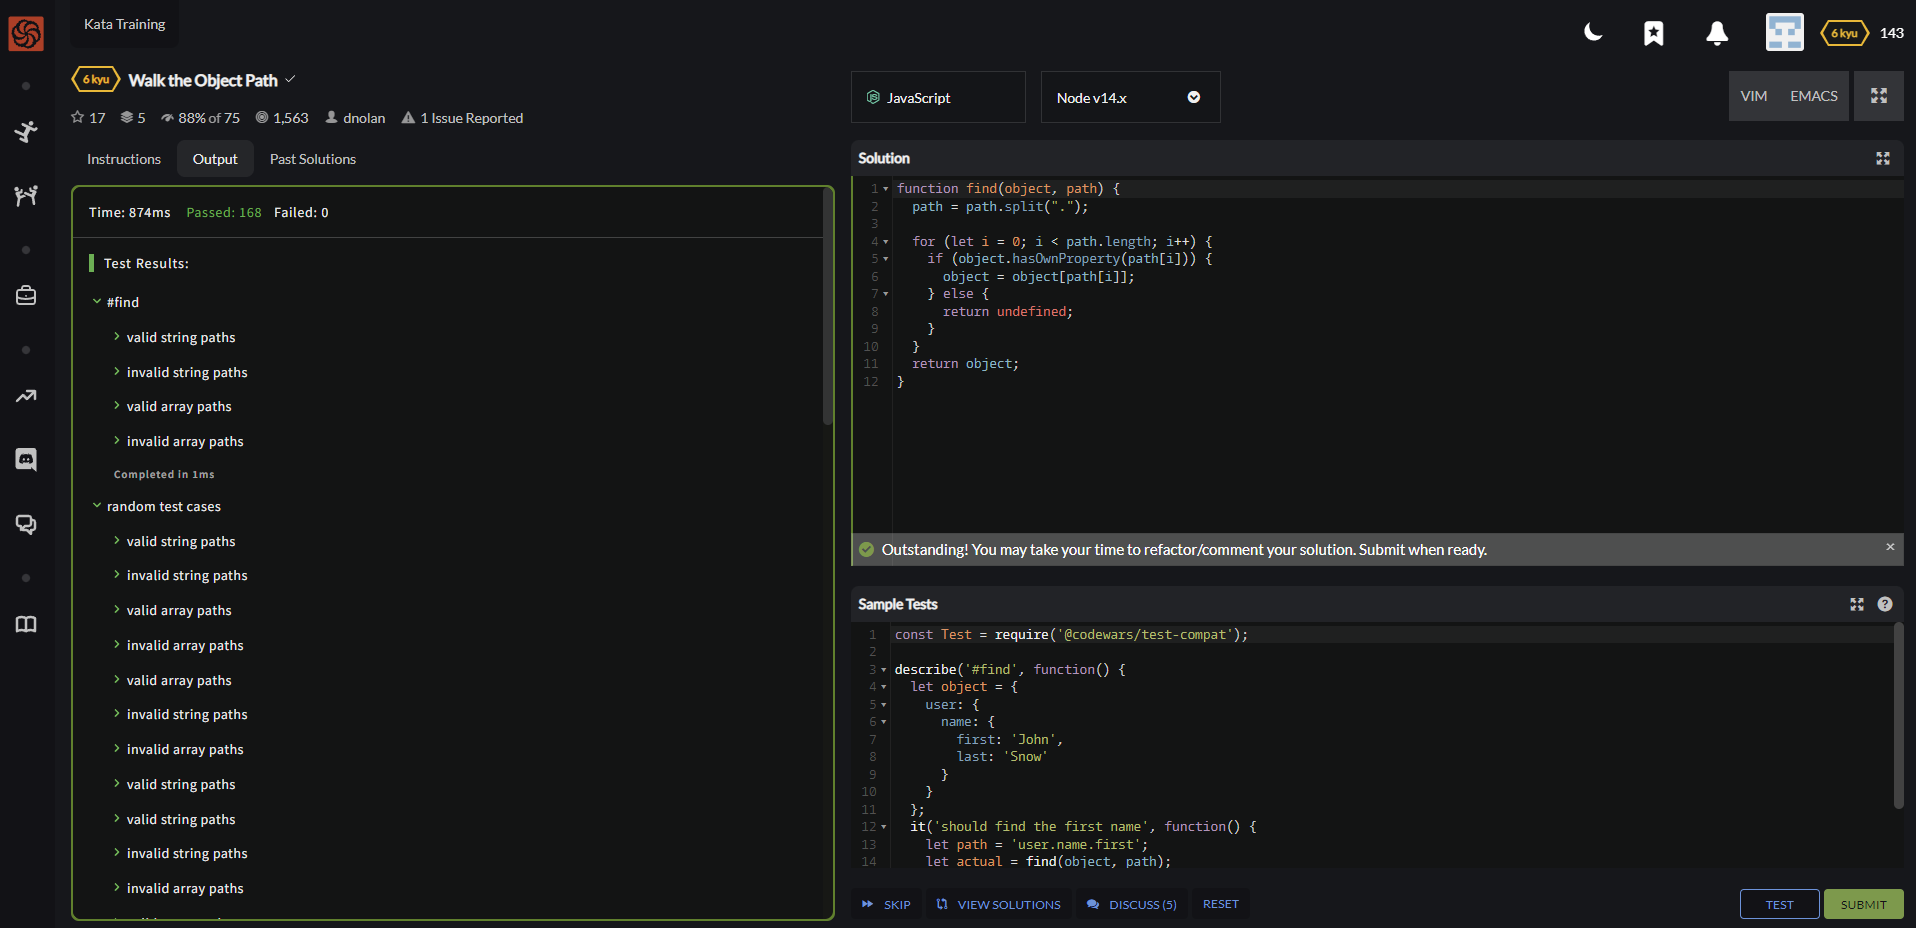 Kata Training
6 kyu 143
6 kyu Walk the Object Path
17 5 88% of 75 1,563 dnolan 1 Issue Reported
Instructions Output Past Solutions
Time: 874ms Passed: 168 Failed: 0
Test Results:
#find
valid string paths
invalid string paths
valid array paths
invalid array paths
Completed in 1ms
random test cases
valid string paths
invalid string paths
valid array paths
invalid array paths
valid array paths
invalid string paths
invalid array paths
valid string paths
valid string paths
invalid string paths
invalid array paths
JavaScript Node v14.x VIM EMACS
Solution
1 function find(object, path) {
2 path = path.split(".");
3
4 for (let i = 0; i < path.length; i++) {
5 if (object.hasOwnProperty(path[i])) {
6 object = object[path[i]];
7 } else {
8 return undefined;
9 }
10 }
11 return object;
12 }
Outstanding! You may take your time to refactor/comment your solution. Submit when ready. ×
Sample Tests
1 const Test = require('@codewars/test-compat');
2
3 describe('#find', function() {
4 let object = {
5 user: {
6 name: {
7 first: 'John',
8 last: 'Snow'
9 }
10 }
11 };
12 it('should find the first name', function() {
13 let path = 'user.name.first';
14 let actual = find(object, path);
SKIP VIEW SOLUTIONS DISCUSS (5) RESET TEST SUBMIT